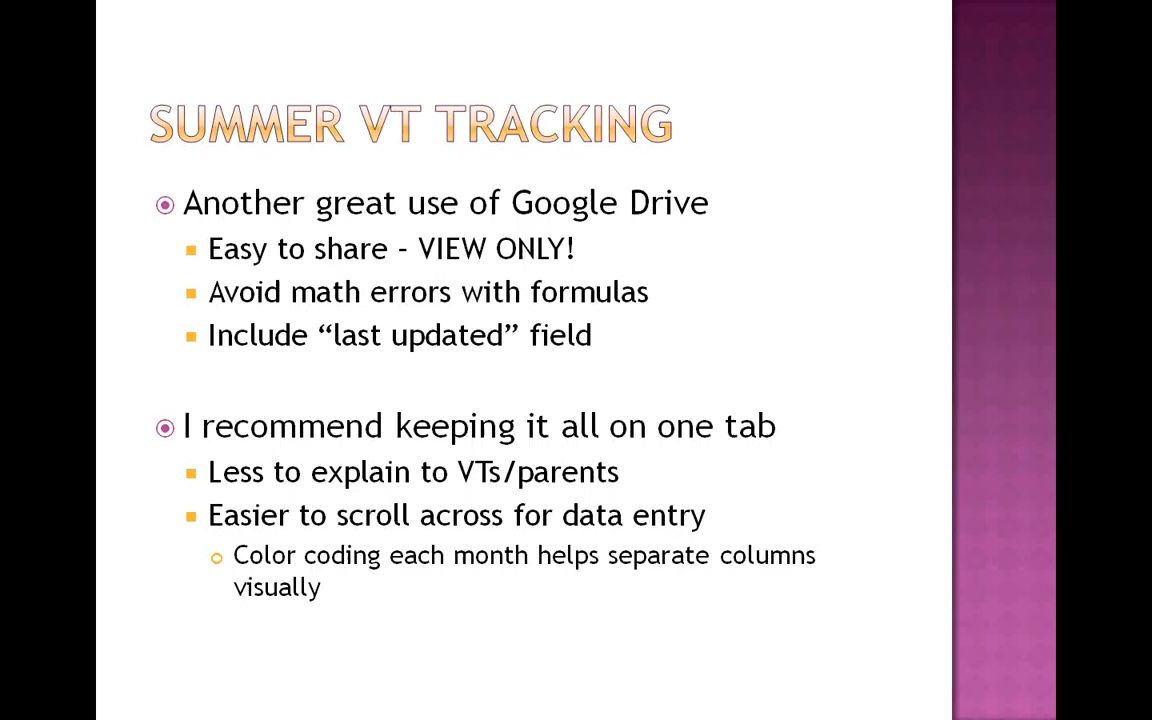 SUMMER VT TRACKING
Another great use of Google Drive
Easy to share – VIEW ONLY!
Avoid math errors with formulas
Include “last updated” field
I recommend keeping it all on one tab
Less to explain to VTs/parents
Easier to scroll across for data entry
Color coding each month helps separate columns
visually